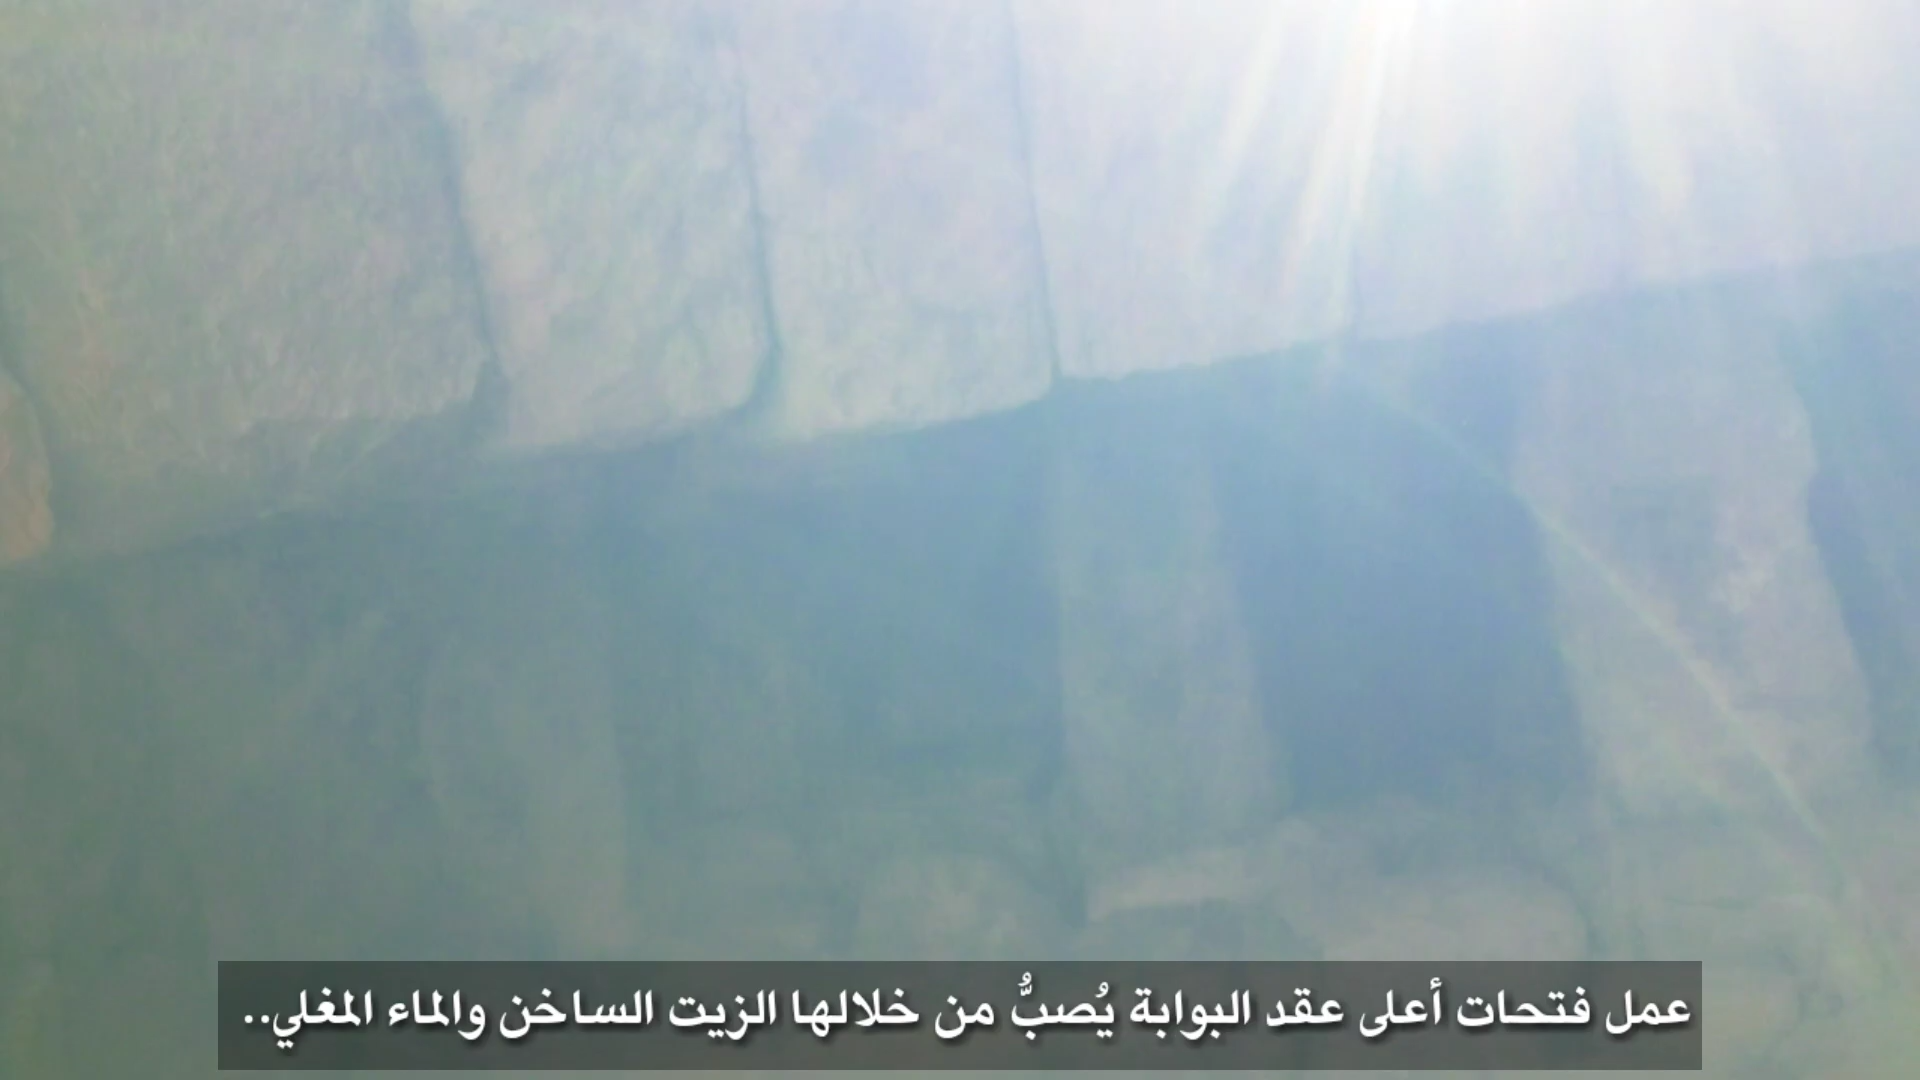 عمل فتحات أعلى عقد البوابة يُصبُّ من خلالها الزيت الساخن والماء المغلي..